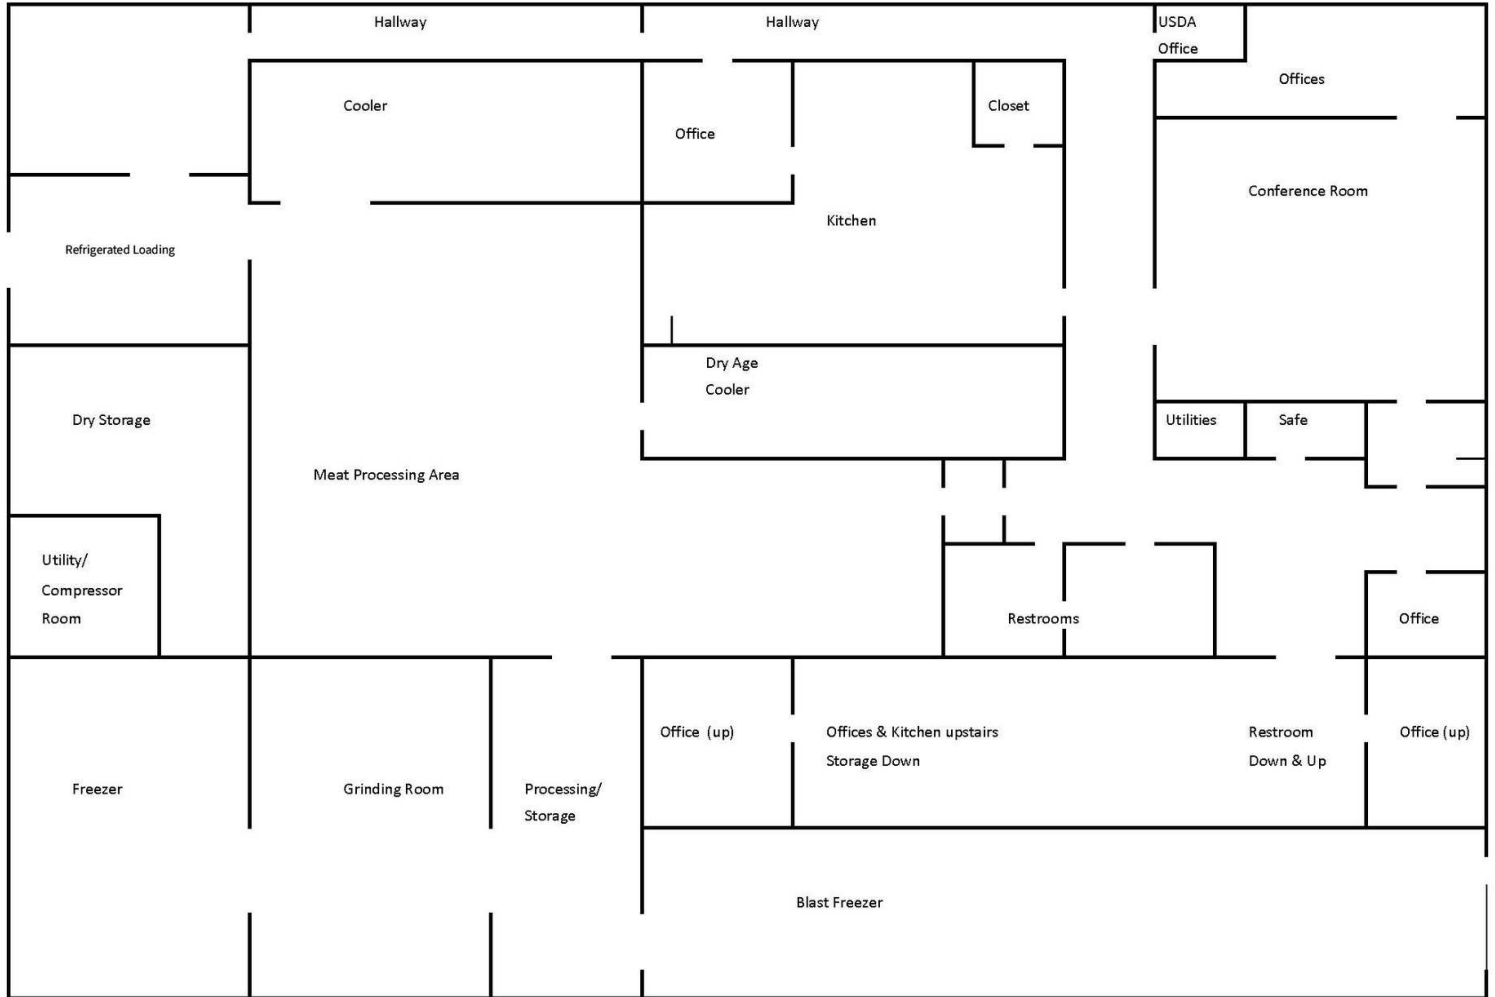 Hallway
Hallway
USDA
Office
Offices
Cooler
Closet
Office
Conference Room
Kitchen
Refrigerated Loading
Dry Age
Cooler
Dry Storage
Utilities
Safe
Meat Processing Area
Utility/
Compressor
Room
Restrooms
Office
Office (up)
Offices & Kitchen upstairs
Storage Down
Restroom
Down & Up
Office (up)
Freezer
Grinding Room
Processing/
Storage
Blast Freezer